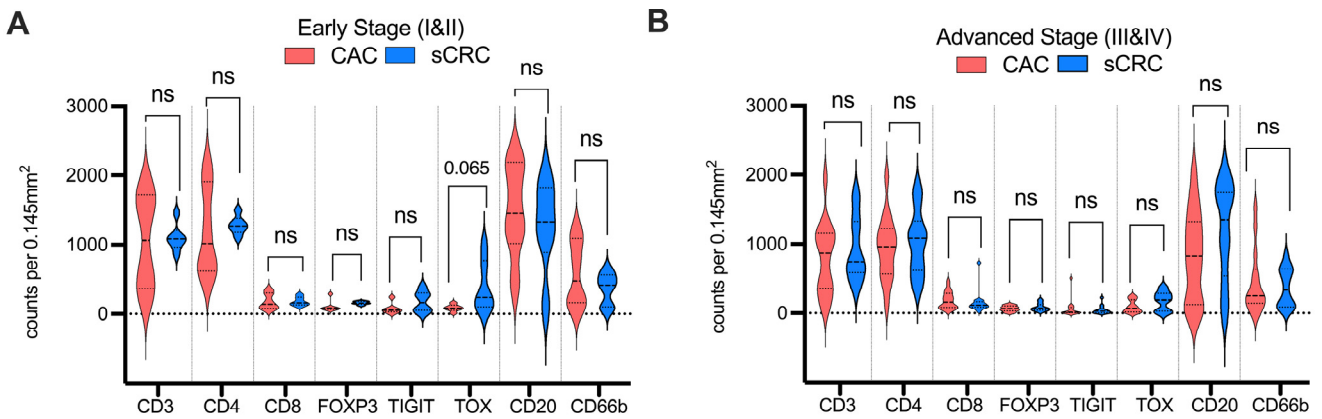 A
Early Stage (I&II)
CAC sCRC
counts per 0.145mm2
3000
2000
1000
0
ns
ns
ns
ns
ns
0.065
ns
ns
CD3 CD4 CD8 FOXP3 TIGIT TOX CD20 CD66b
B
Advanced Stage (III&IV)
CAC sCRC
counts per 0.145mm2
3000
2000
1000
0
ns
ns
ns
ns
ns
ns
ns
ns
CD3 CD4 CD8 FOXP3 TIGIT TOX CD20 CD66b